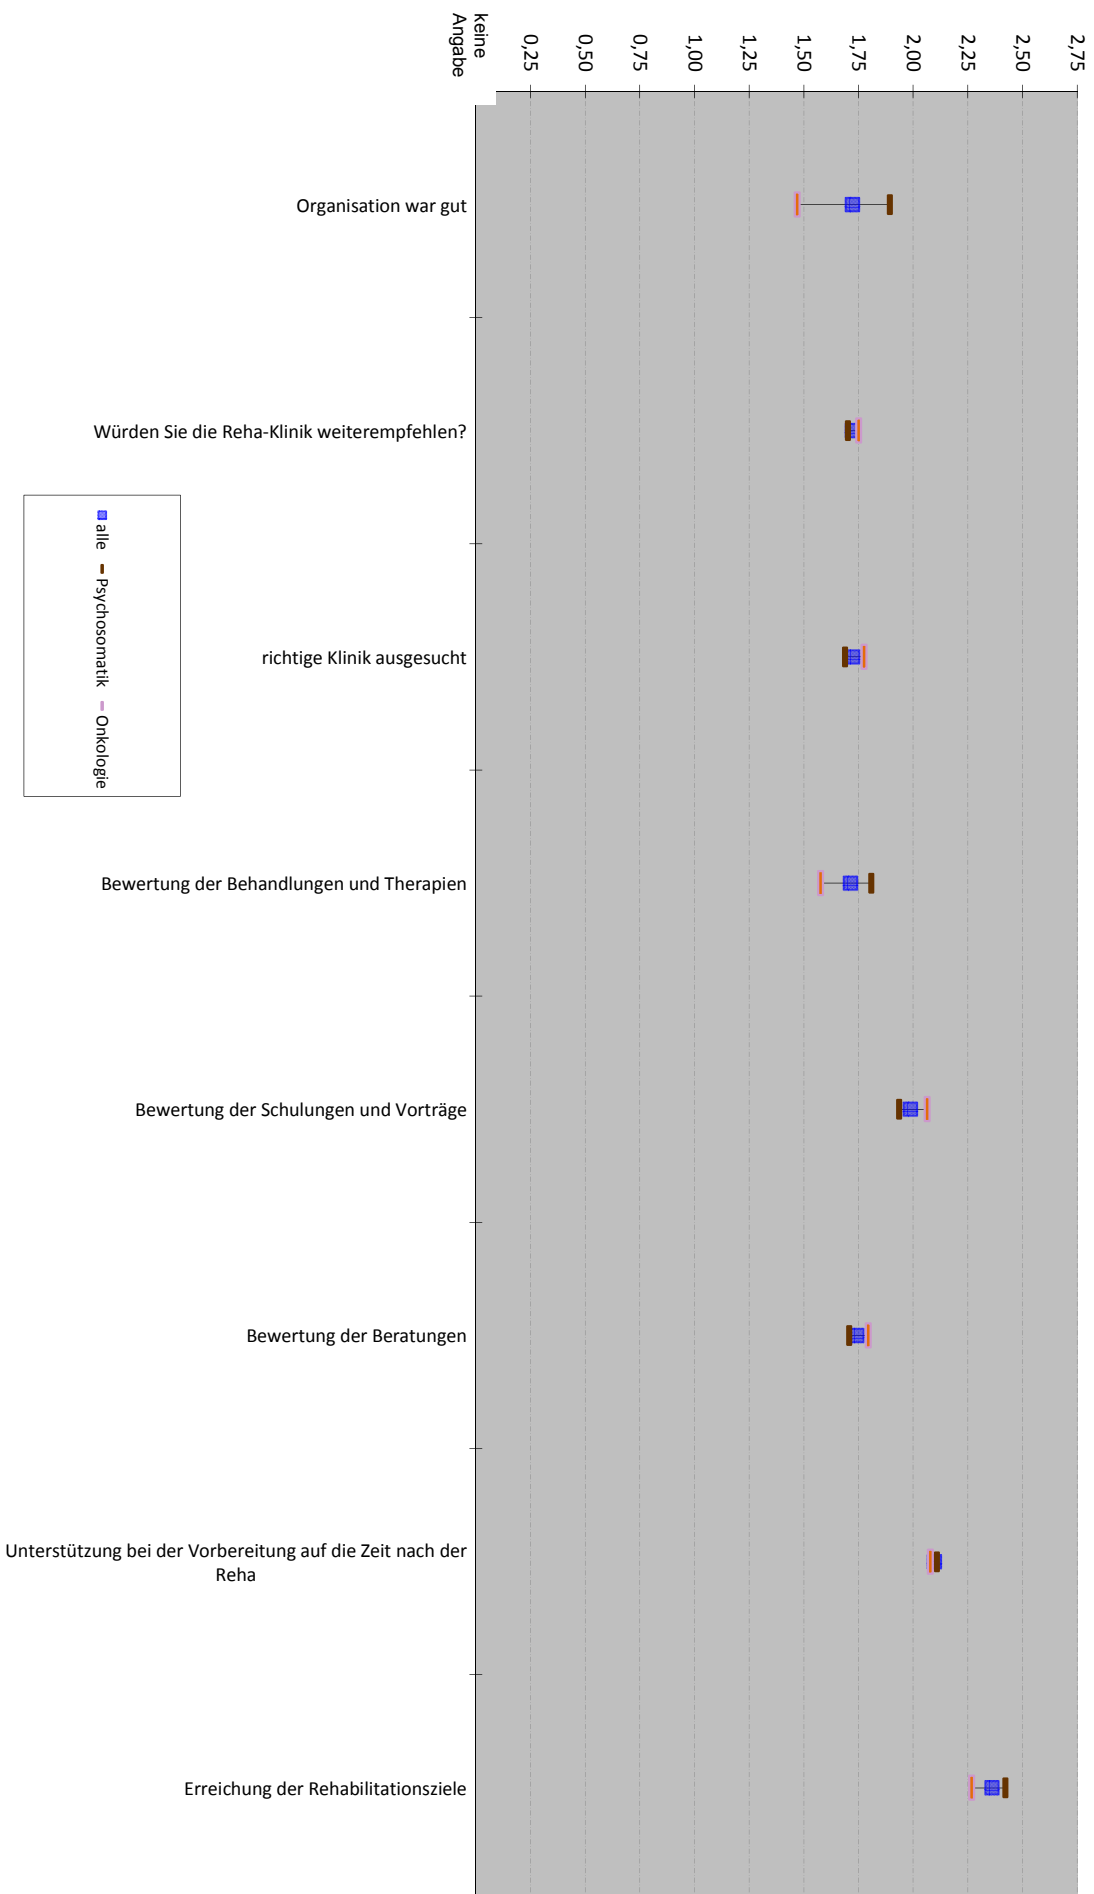 2,75
2,50
2,25
2,00
1,75
1,50
1,25
1,00
0,75
0,50
0,25
keine
Angabe
Organisation war gut
Würden Sie die Reha-Klinik weiterempfehlen?
richtige Klinik ausgesucht
Bewertung der Behandlungen und Therapien
Bewertung der Schulungen und Vorträge
Bewertung der Beratungen
Unterstützung bei der Vorbereitung auf die Zeit nach der
Reha
Erreichung der Rehabilitationsziele
alle Psychosomatik Onkologie